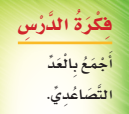 فِكْرَةُ الدَّرْسِ
أَجْمَعُ بِالْعَدِّ
التَّصَاعُدِيِّ.